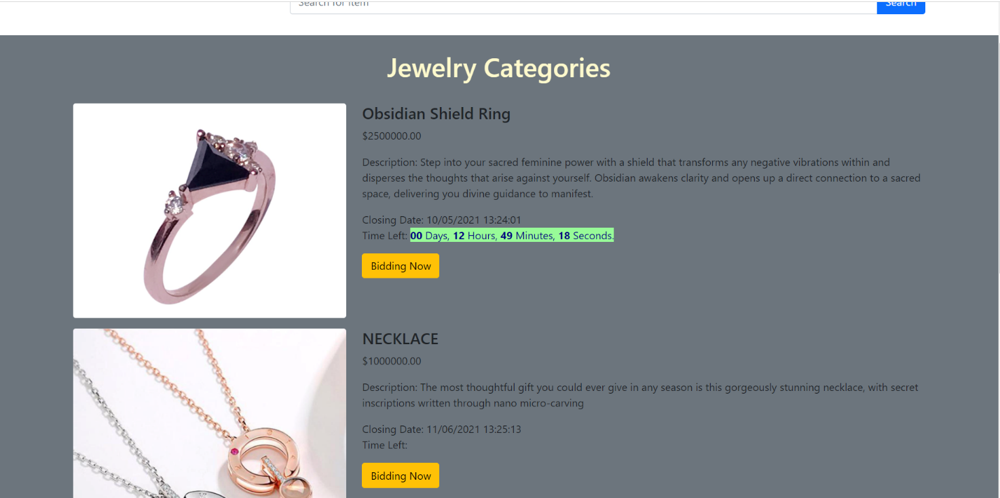 Search for item
Search
Jewelry Categories
Obsidian Shield Ring
$2500000.00
Description: Step into your sacred feminine power with a shield that transforms any negative vibrations within and
disperses the thoughts that arise against yourself. Obsidian awakens clarity and opens up a direct connection to a sacred
space, delivering you divine guidance to manifest.
Closing Date: 10/05/2021 13:24:01
Time Left: 00 Days, 12 Hours, 49 Minutes, 18 Seconds.
Bidding Now
NECKLACE
$1000000.00
Description: The most thoughtful gift you could ever give in any season is this gorgeously stunning necklace, with secret
inscriptions written through nano micro-carving
Closing Date: 11/06/2021 13:25:13
Time Left:
Bidding Now